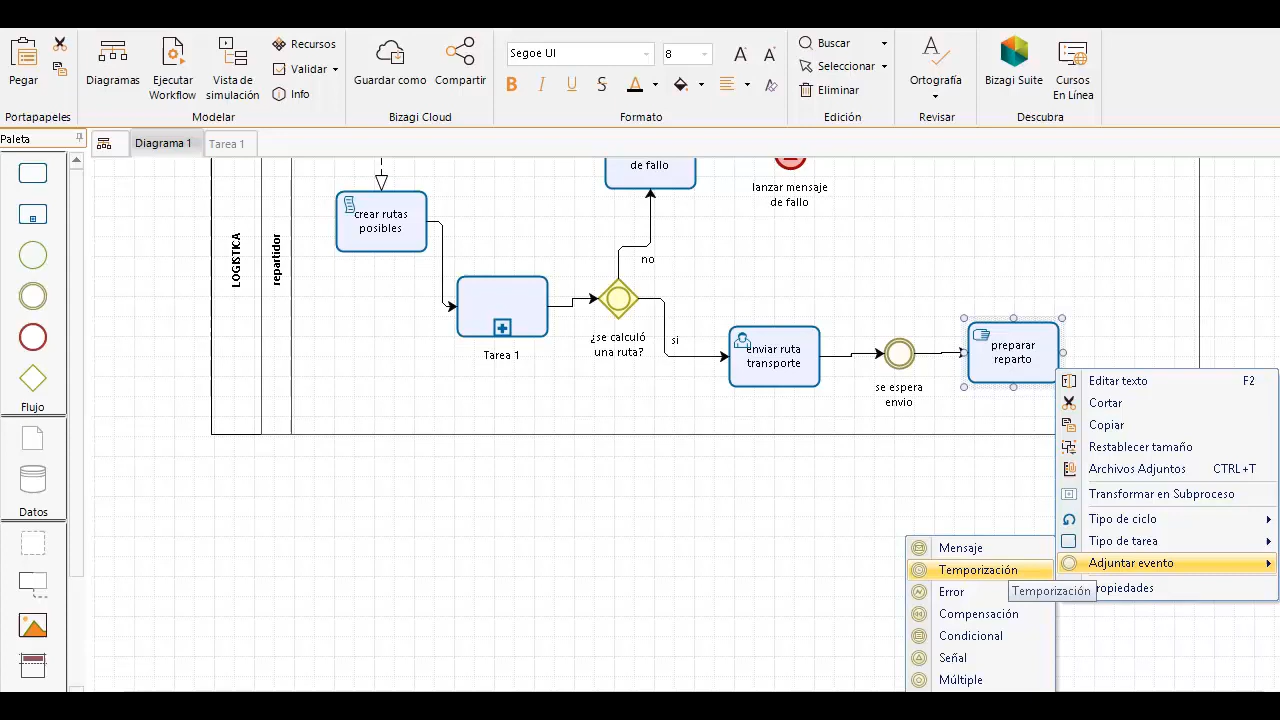 Pegar
Portapapeles
Diagramas
Ejecutar
Workflow
Vista de
simulación
Recursos
Validar
Info
Modelar
Guardar como
Compartir
Bizagi Cloud
Segoe UI
8
A
A
B I U S A
Formato
Buscar
Seleccionar
Eliminar
Edición
Ortografía
Revisar
Bizagi Suite
Cursos
En Línea
Descubra
Paleta
Diagrama 1
Tarea 1
Flujo
Datos
LOGISTICA
repartidor
crear rutas
posibles
Tarea 1
de fallo
lanzar mensaje
de fallo
no
¿se calculó
una ruta?
si
enviar ruta
transporte
se espera
envio
preparar
reparto
Editar texto F2
Cortar
Copiar
Restablecer tamaño
Archivos Adjuntos CTRL+T
Transformar en Subproceso
Tipo de ciclo
Tipo de tarea
Adjuntar evento
Propiedades
Mensaje
Temporización
Temporización
Error
Compensación
Condicional
Señal
Múltiple